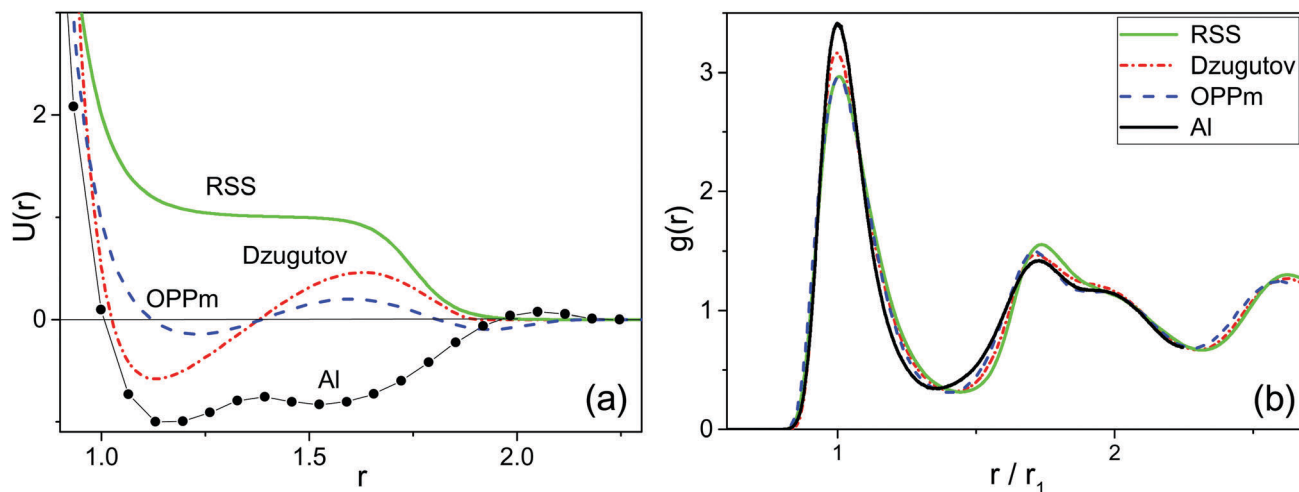 U(r)
2
0
RSS
Dzugutov
OPPm
Al
(a)
1.0
1.5
2.0
r
g(r)
3
2
1
0
RSS
Dzugutov
OPPm
Al
(b)
1
2
r / r1